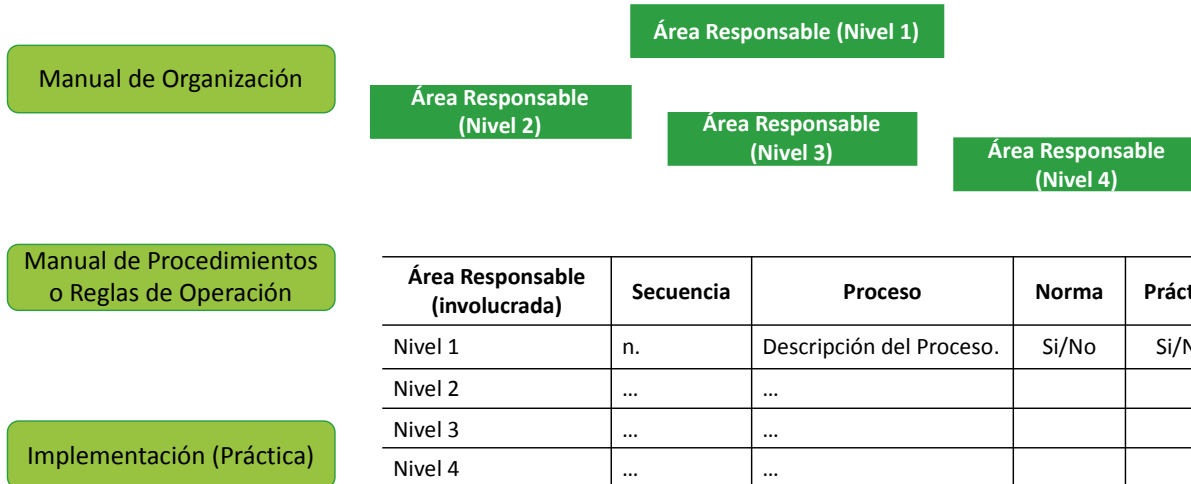 Área Responsable (Nivel 1)
Manual de Organización
Área Responsable
(Nivel 2)
Área Responsable
(Nivel 3)
Área Responsable
(Nivel 4)
Manual de Procedimientos
o Reglas de Operación
Área Responsable
(involucrada)
Secuencia
Proceso
Norma
Práct
Nivel 1
n.
Descripción del Proceso.
Si/No
Si/N
Nivel 2
...
...
Nivel 3
...
...
Implementación (Práctica)
Nivel 4
...
...